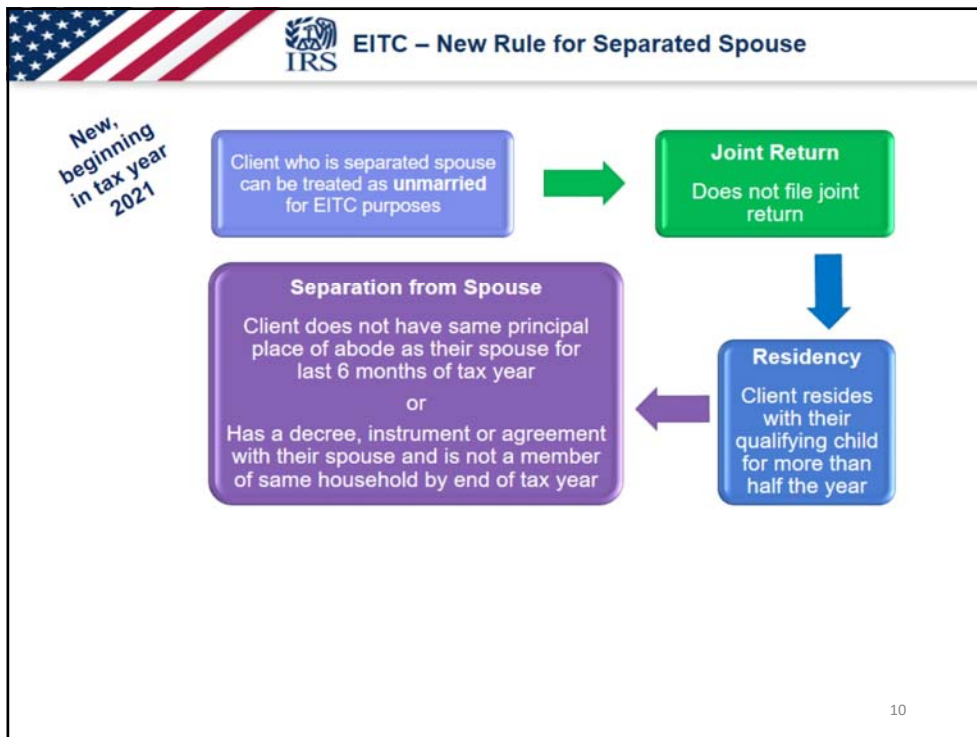 IRS
EITC – New Rule for Separated Spouse
New,
beginning
in tax year
2021
Client who is separated spouse
can be treated as unmarried
for EITC purposes
Joint Return
Does not file joint
return
Residency
Client resides
with their
qualifying child
for more than
half the year
Separation from Spouse
Client does not have same principal
place of abode as their spouse for
last 6 months of tax year
or
Has a decree, instrument or agreement
with their spouse and is not a member
of same household by end of tax year
10